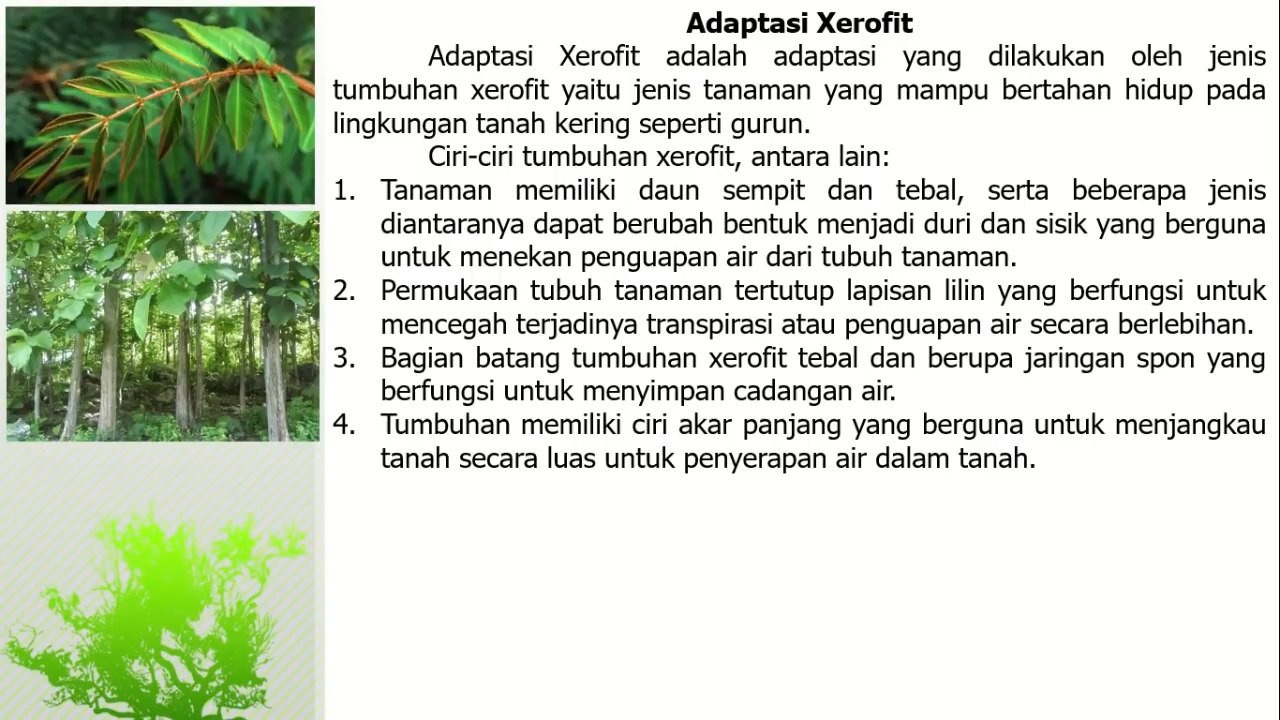 Adaptasi Xerofit
Adaptasi Xerofit adalah adaptasi yang dilakukan oleh jenis
tumbuhan xerofit yaitu jenis tanaman yang mampu bertahan hidup pada
lingkungan tanah kering seperti gurun.
Ciri-ciri tumbuhan xerofit, antara lain:
1. Tanaman memiliki daun sempit dan tebal, serta beberapa jenis
diantaranya dapat berubah bentuk menjadi duri dan sisik yang berguna
untuk menekan penguapan air dari tubuh tanaman.
2. Permukaan tubuh tanaman tertutup lapisan lilin yang berfungsi untuk
mencegah terjadinya transpirasi atau penguapan air secara berlebihan.
3. Bagian batang tumbuhan xerofit tebal dan berupa jaringan spon yang
berfungsi untuk menyimpan cadangan air.
4. Tumbuhan memiliki ciri akar panjang yang berguna untuk menjangkau
tanah secara luas untuk penyerapan air dalam tanah.